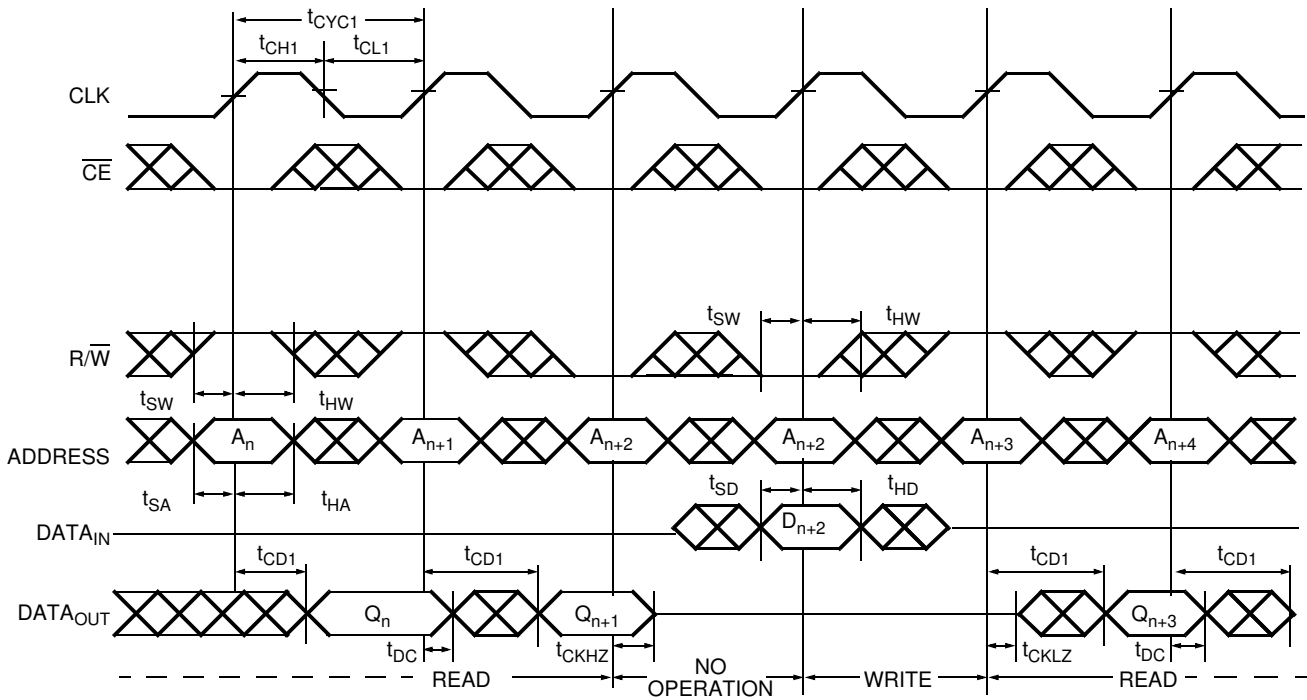 tCYC1
tCH1 tCL1
CLK
CE
tSW tHW
R/W
tSW tHW
An An+1 An+2 An+2 An+3 An+4
ADDRESS
tSA tHA tSD tHD
DATAIN Dn+2
tCD1 tCD1 tCD1 tCD1
DATAOUT Qn Qn+1 Qn+3
tDC tCKHZ tCKLZ tDC
READ NO OPERATION WRITE READ